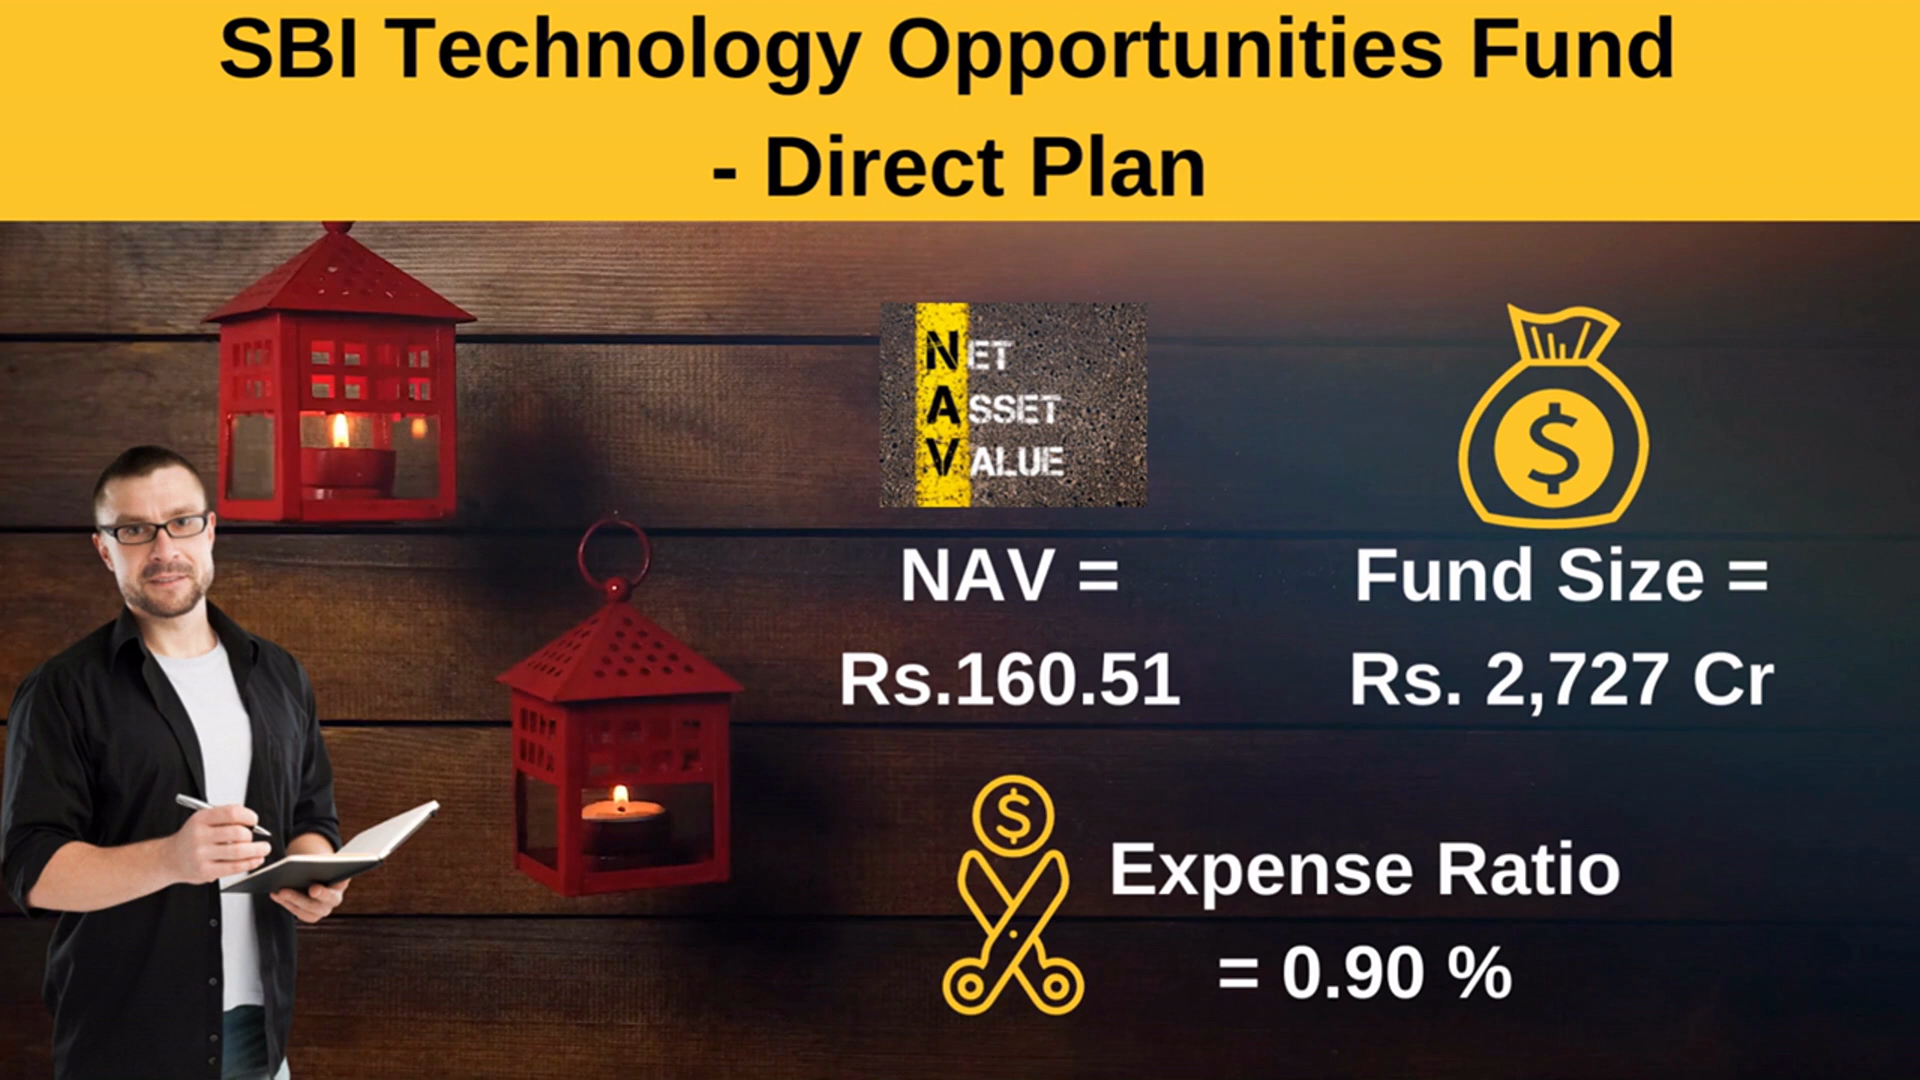 SBI Technology Opportunities Fund
- Direct Plan
NET
ASSET
VALUE
NAV =
Rs.160.51
Fund Size =
Rs. 2,727 Cr
Expense Ratio
= 0.90 %